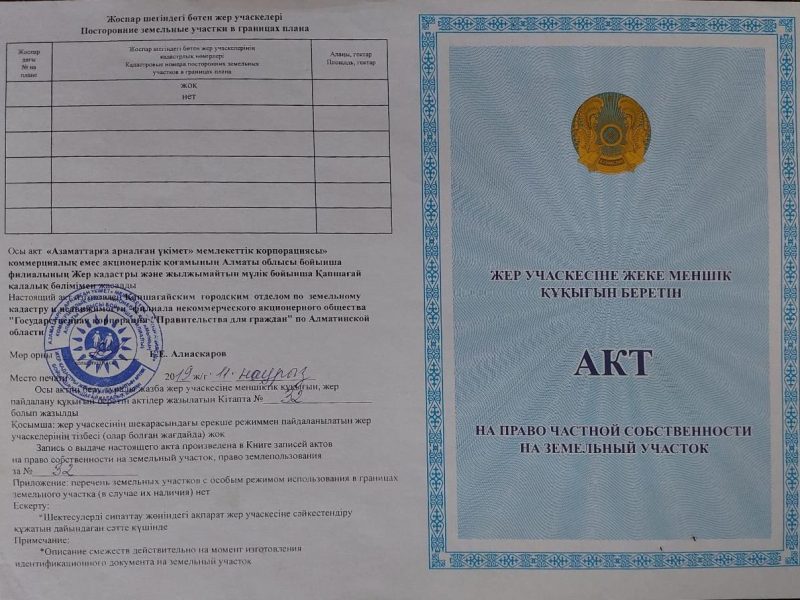 Жоспар шегіндегі бөтен жер учаскелері
Посторонние земельные участки в границах плана
Жоспар
дағы
№ на
плане
Жоспар шегіндегі бөтен жер учаскелерінің
кадастрлық нөмірлері
Кадастровые номера посторонних земельных
участков в границах плана
Алаңы, гектар
Площадь, гектар
жоқ
нет
Осы акт «Азаматтарға арналған үкімет» мемлекеттік корпорациясы»
коммерциялық емес акционерлік қоғамының Алматы облысы бойынша
филиалының Жер кадастры және жылжымайтын мүлік бойынша Қапшағай
қалалық бөлімімен жасалды
Настоящий акт изготовлен Капшагайским городским отделом по земельному
кадастру и недвижимости филиала некоммерческого акционерного общества
"Государственная корпорация "Правительства для граждан" по Алматинской
области
Мөр орны Е. Алиаскаров
Место печати 2019 ж/г 11 наурыз
Осы актіні беру туралы жазба жер учаскесіне меншіктік құқығын, жер
пайдалану құқығын беретін актілер жазылатын Кітапта № 32
болып жазылды
Қосымша: жер учаскесінің шекарасындағы ерекше режиммен пайдаланылатын жер
учаскелерінің тізбесі (олар болған жағдайда) жоқ
Запись о выдаче настоящего акта произведена в Книге записей актов
на право собственности на земельный участок, право землепользования
за № 32
Приложение: перечень земельных участков с особым режимом использования в границах
земельного участка (в случае их наличия) нет
Ескерту:
*Шектесулерді сипаттау жөніндегі ақпарат жер учаскесіне сәйкестендіру
құжатын дайындаған сәтте күшінде
Примечание:
*Описание смежеств действительно на момент изготовления
идентификационного документа на земельный участок
ЖЕР УЧАСКЕСІНЕ ЖЕКЕ МЕНШІК
ҚҰҚЫҒЫН БЕРЕТІН
АКТ
НА ПРАВО ЧАСТНОЙ СОБСТВЕННОСТИ
НА ЗЕМЕЛЬНЫЙ УЧАСТОК